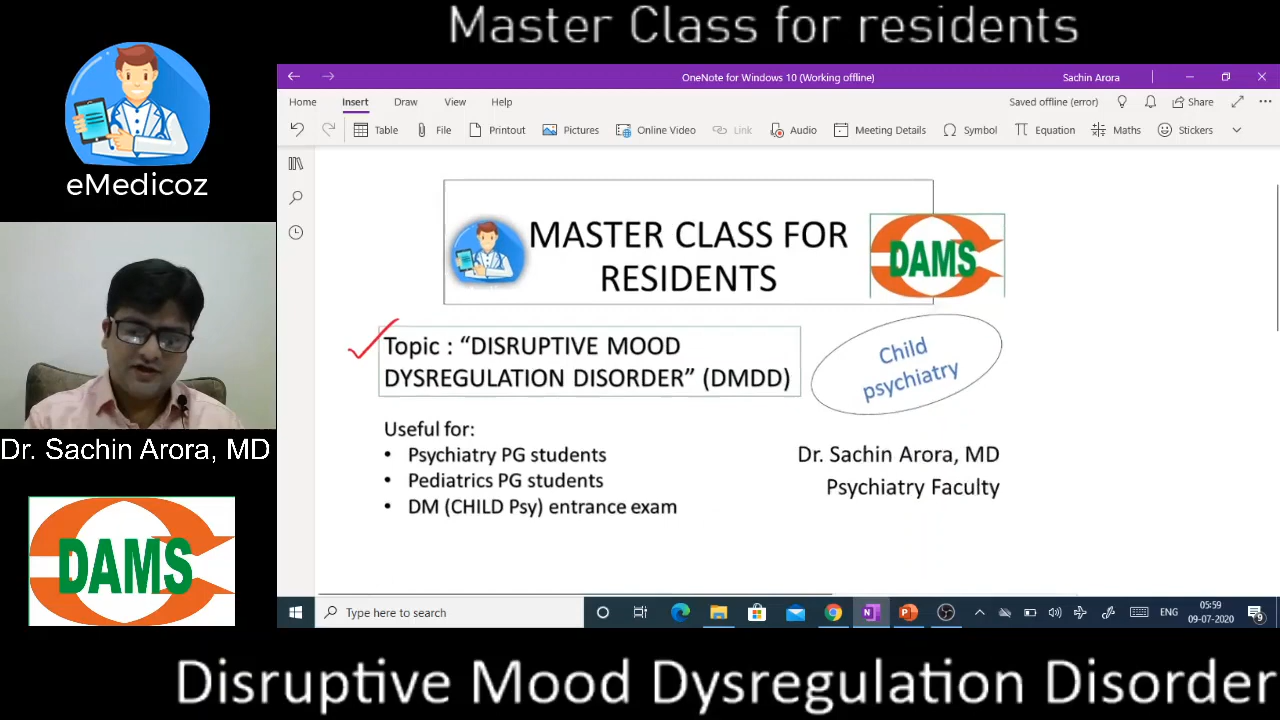 Master Class for residents
eMedicoz
OneNote for Windows 10 (Working offline)
Sachin Arora
Home Insert Draw View Help
Saved offline (error)
Share
Table File Printout Pictures Online Video Link Audio Meeting Details Symbol Equation Maths Stickers
MASTER CLASS FOR
RESIDENTS
DAMS
Topic : “DISRUPTIVE MOOD
DYSREGULATION DISORDER” (DMDD)
Child
psychiatry
Useful for:
• Psychiatry PG students
• Pediatrics PG students
• DM (CHILD Psy) entrance exam
Dr. Sachin Arora, MD
Psychiatry Faculty
Dr. Sachin Arora, MD
DAMS
Type here to search
ENG
05:59
09-07-2020
9
Disruptive Mood Dysregulation Disorder